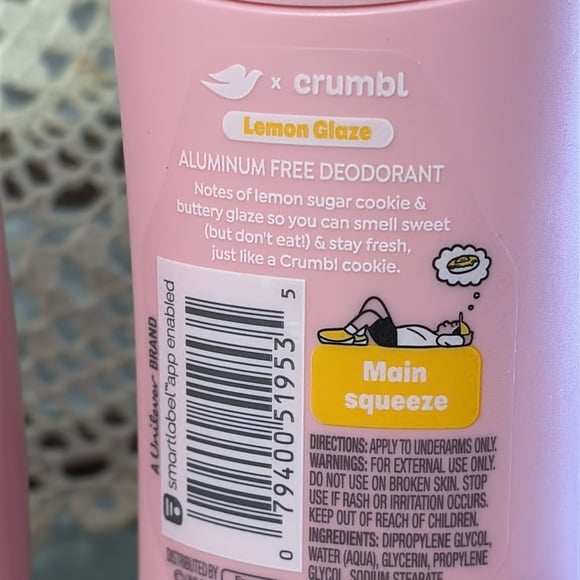 x crumbl
Lemon Glaze
ALUMINUM FREE DEODORANT
Notes of lemon sugar cookie &
buttery glaze so you can smell sweet
(but don't eat!) & stay fresh,
just like a Crumbl cookie.
Main
squeeze
DIRECTIONS: APPLY TO UNDERARMS ONLY.
WARNINGS: FOR EXTERNAL USE ONLY.
DO NOT USE ON BROKEN SKIN. STOP
USE IF RASH OR IRRITATION OCCURS.
KEEP OUT OF REACH OF CHILDREN.
INGREDIENTS: DIPROPYLENE GLYCOL,
WATER (AQUA), GLYCERIN, PROPYLENE
GLYCOL, SODIUM STEARATE,
A Unilever BRAND
smartlabel™ app enabled
0 79400 51953 5
DISTRIBUTED BY